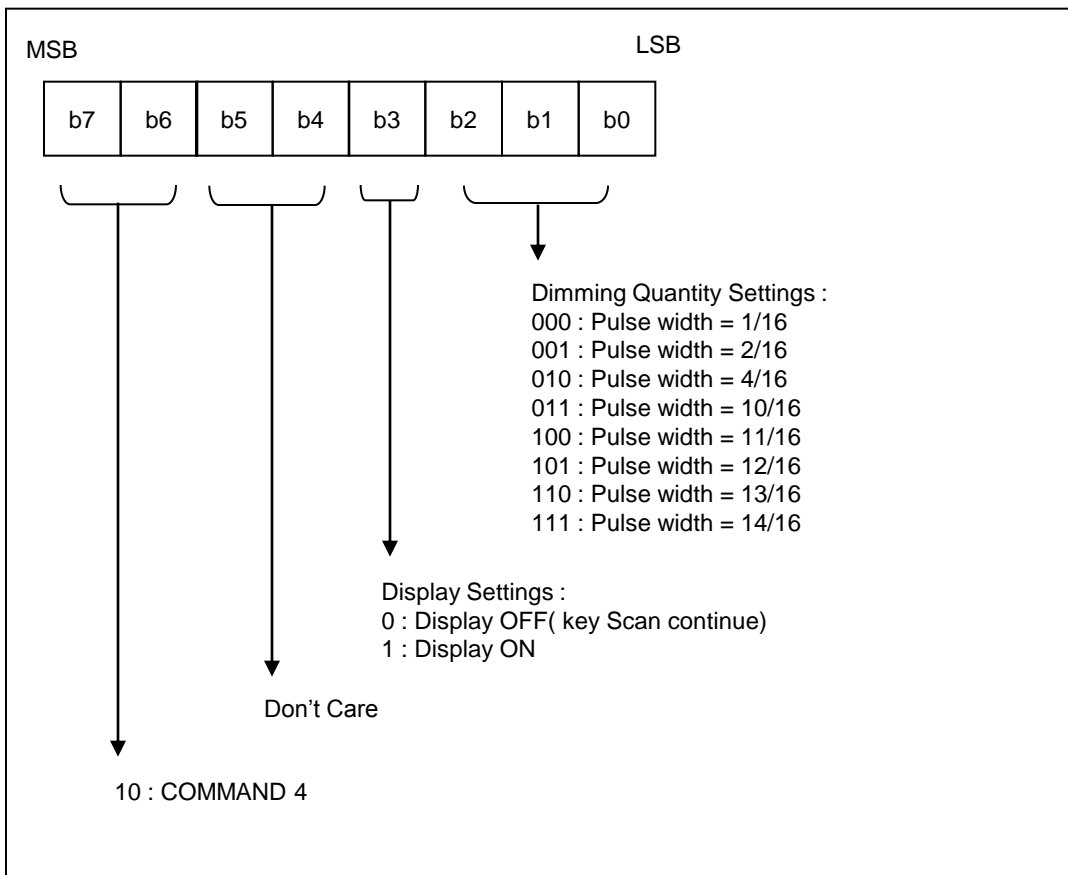 MSB
LSB
b7 b6 b5 b4 b3 b2 b1 b0
Dimming Quantity Settings :
000 : Pulse width = 1/16
001 : Pulse width = 2/16
010 : Pulse width = 4/16
011 : Pulse width = 10/16
100 : Pulse width = 11/16
101 : Pulse width = 12/16
110 : Pulse width = 13/16
111 : Pulse width = 14/16
Display Settings :
0 : Display OFF( key Scan continue)
1 : Display ON
Don’t Care
10 : COMMAND 4